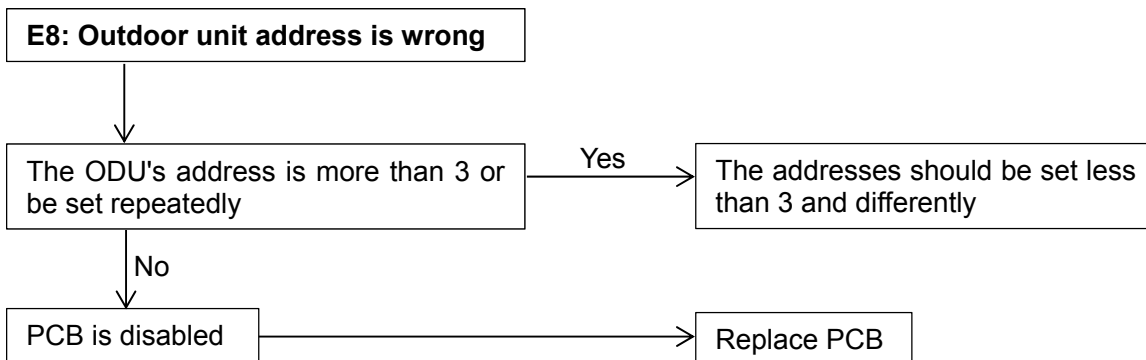 E8: Outdoor unit address is wrong
The ODU's address is more than 3 or
be set repeatedly
Yes
The addresses should be set less
than 3 and differently
No
PCB is disabled
Replace PCB